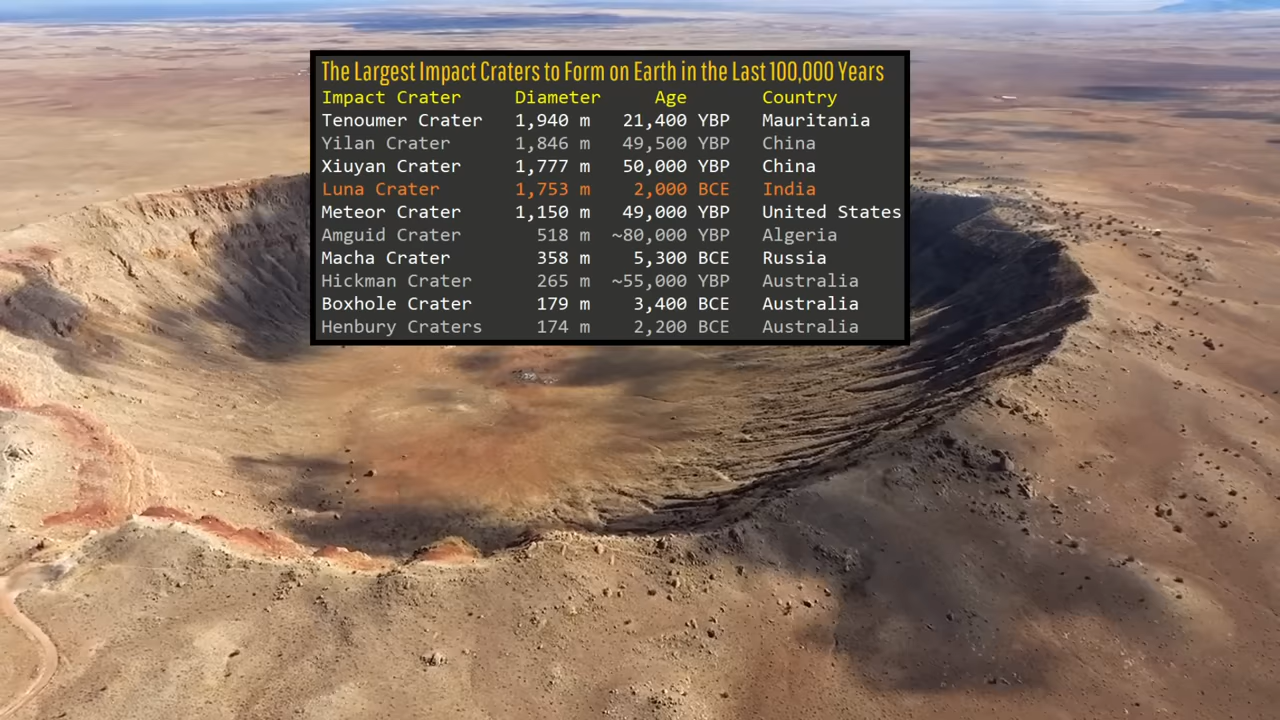 The Largest Impact Craters to Form on Earth in the Last 100,000 Years
Impact Crater Diameter Age Country
Tenoumer Crater 1,940 m 21,400 YBP Mauritania
Yilan Crater 1,846 m 49,500 YBP China
Xiuyan Crater 1,777 m 50,000 YBP China
Luna Crater 1,753 m 2,000 BCE India
Meteor Crater 1,150 m 49,000 YBP United States
Amguid Crater 518 m ~80,000 YBP Algeria
Macha Crater 358 m 5,300 BCE Russia
Hickman Crater 265 m ~55,000 YBP Australia
Boxhole Crater 179 m 3,400 BCE Australia
Henbury Craters 174 m 2,200 BCE Australia